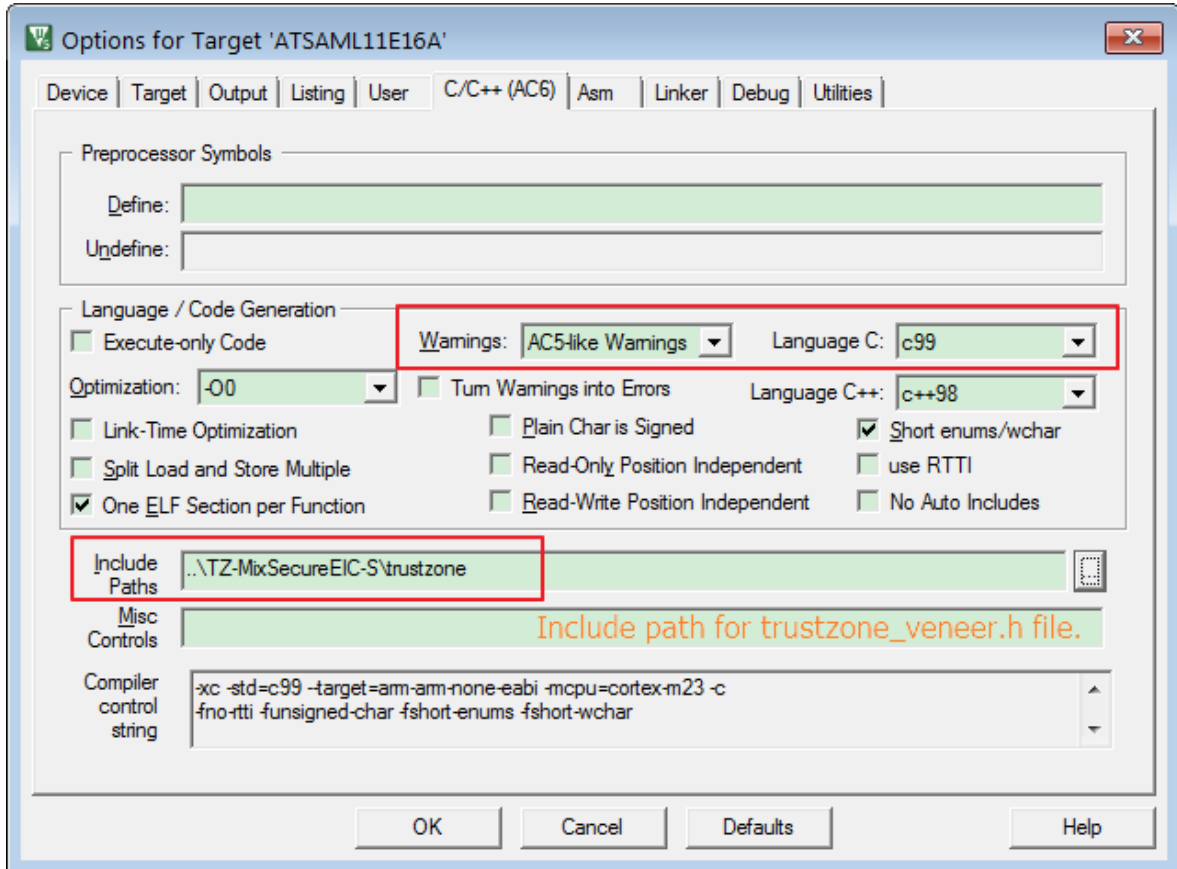 Options for Target 'ATSAML11E16A'
Device Target Output Listing User C/C++ (AC6) Asm Linker Debug Utilities
Preprocessor Symbols
Define:
Undefine:
Language / Code Generation
Execute-only Code Warnings: AC5-like Warnings Language C: c99
Optimization: -O0 Turn Warnings into Errors Language C++: c++98
Link-Time Optimization Plain Char is Signed Short enums/wchar
Split Load and Store Multiple Read-Only Position Independent use RTTI
One ELF Section per Function Read-Write Position Independent No Auto Includes
Include ..\TZ-MixSecureEIC-S\trustzone ...
Paths
Misc Include path for trustzone_veneer.h file.
Controls
Compiler -xc -std=c99 --target=arm-arm-none-eabi -mcpu=cortex-m23 -c
control -fno-rtti -funsigned-char -fshort-enums -fshort-wchar
string
OK Cancel Defaults Help